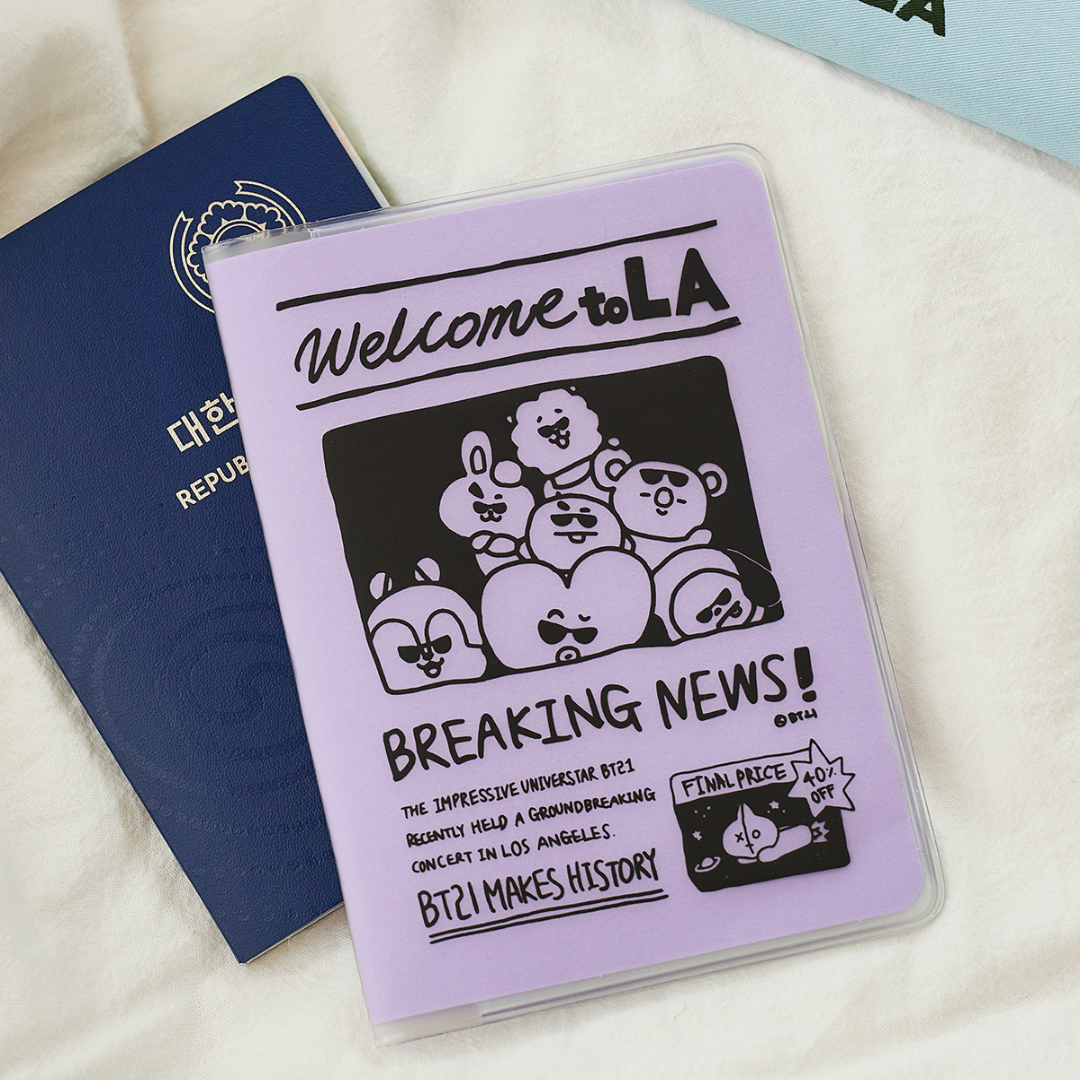 LA
대한
REPUB
Welcome to LA
BREAKING NEWS!
©BT21
THE IMPRESSIVE UNIVERSTAR BT21
RECENTLY HELD A GROUNDBREAKING
CONCERT IN LOS ANGELES.
BT21 MAKES HISTORY
FINAL PRICE
40%
OFF